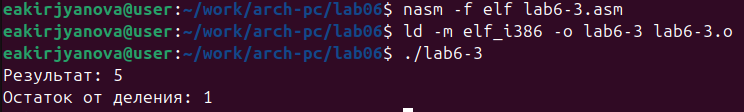 eakirjyanova@user:~/work/arch-pc/lab06$ nasm -f elf lab6-3.asm
eakirjyanova@user:~/work/arch-pc/lab06$ ld -m elf_i386 -o lab6-3 lab6-3.o
eakirjyanova@user:~/work/arch-pc/lab06$ ./lab6-3
Результат: 5
Остаток от деления: 1